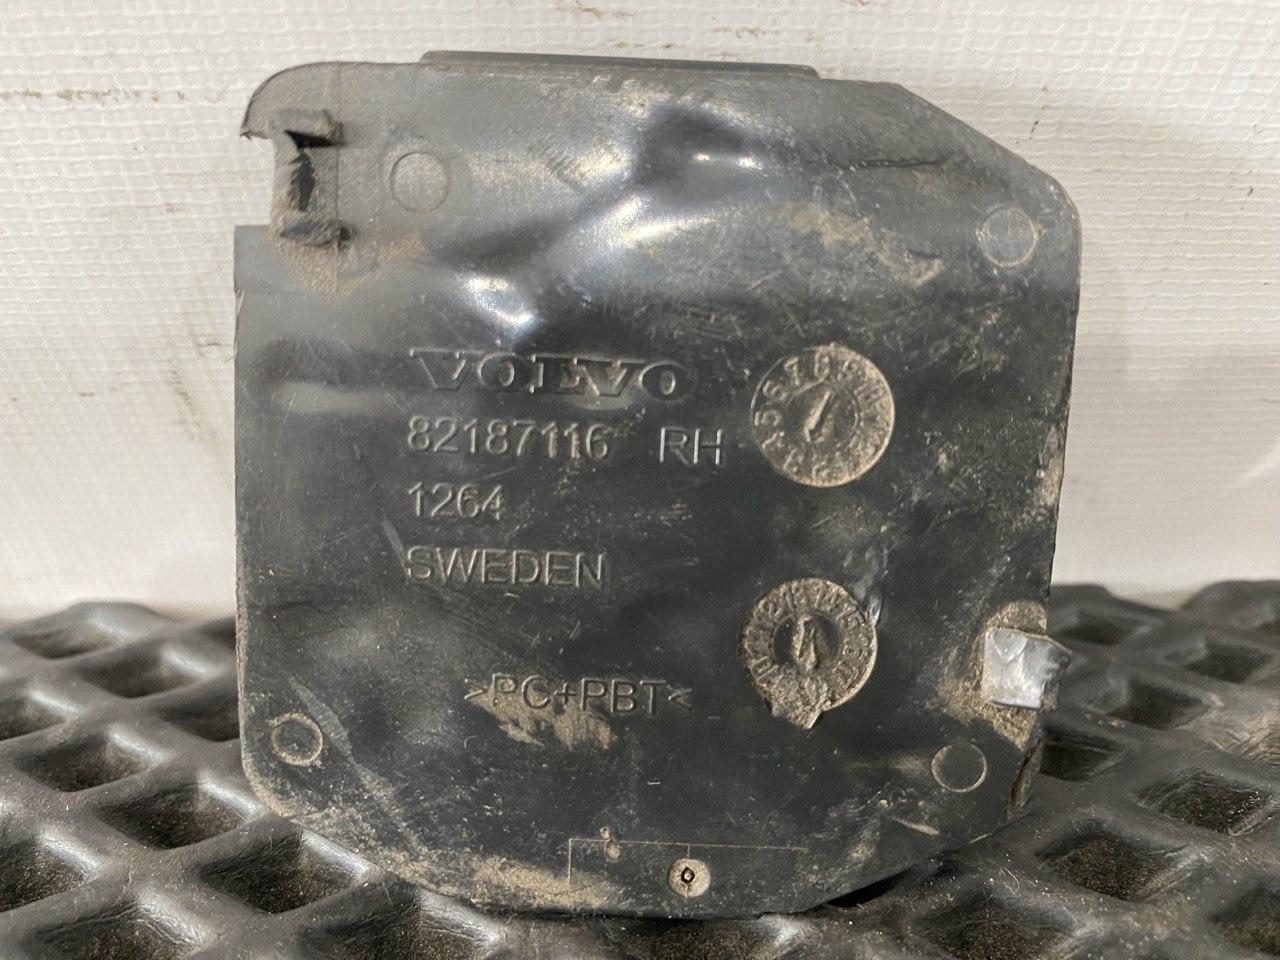 VOLVO
82187116 RH
1264
SWEDEN
>PC+PBT<